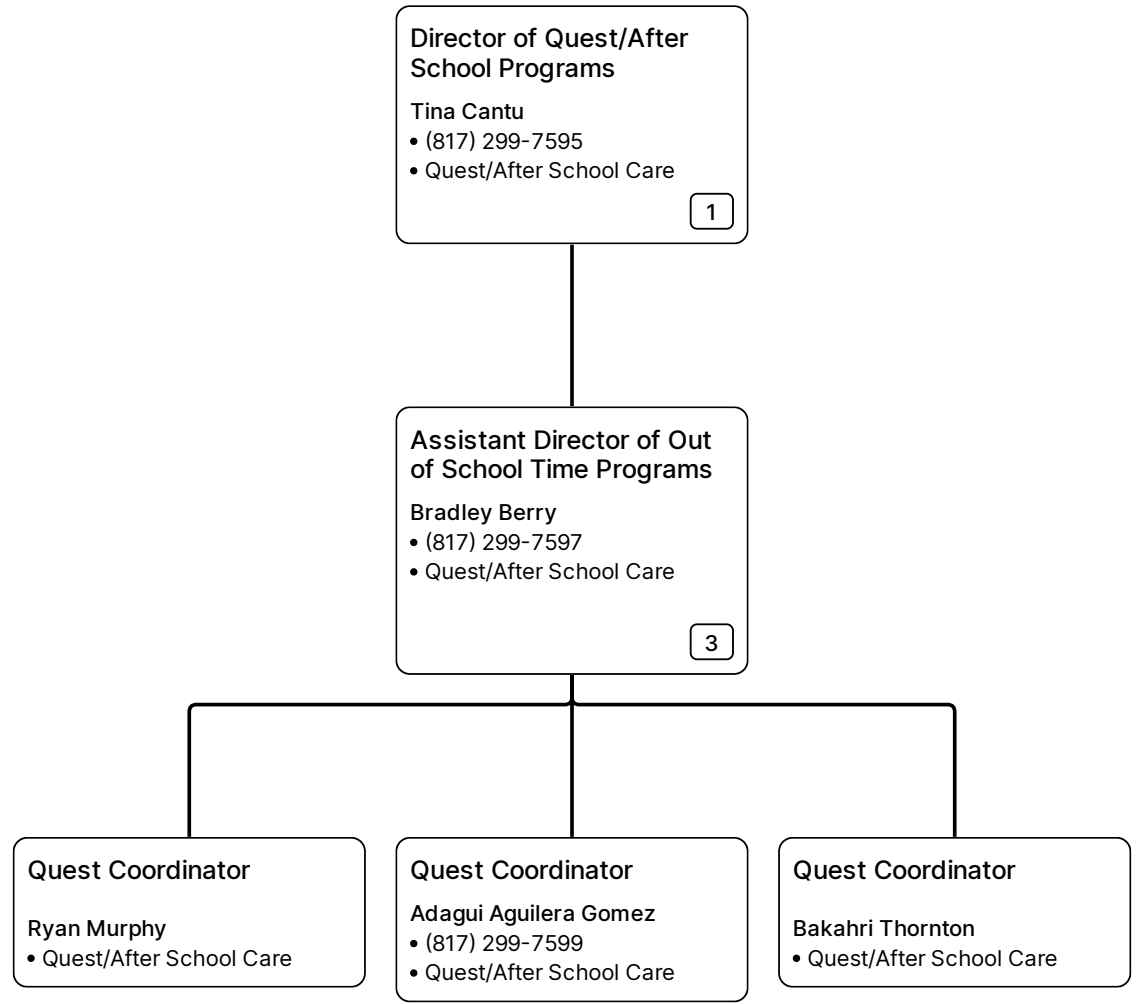 Director of Quest/After
School Programs
Tina Cantu
• (817) 299-7595
• Quest/After School Care
1
Assistant Director of Out
of School Time Programs
Bradley Berry
• (817) 299-7597
• Quest/After School Care
3
Quest Coordinator
Ryan Murphy
• Quest/After School Care
Quest Coordinator
Adagui Aguilera Gomez
• (817) 299-7599
• Quest/After School Care
Quest Coordinator
Bakahri Thornton
• Quest/After School Care